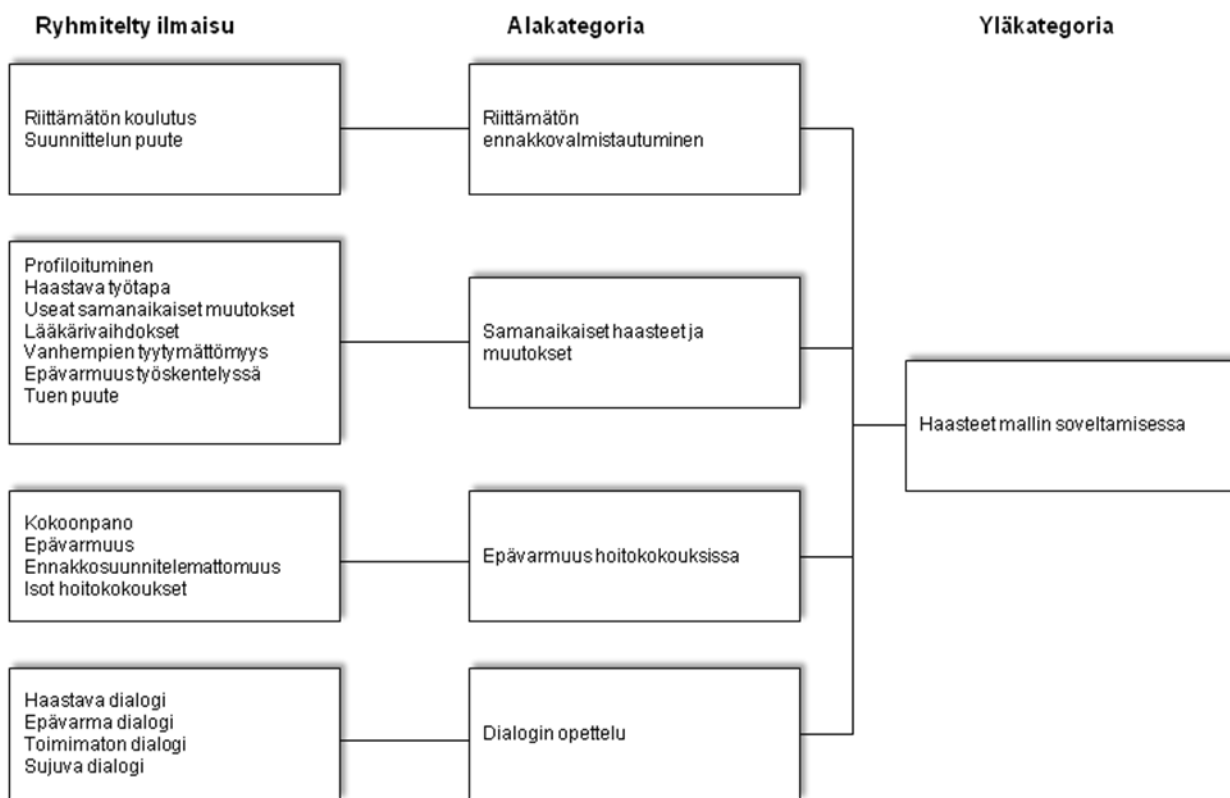 Ryhmitelty ilmaisu
Alakategoria
Yläkategoria
Riittämätön koulutus
Suunnittelun puute
Riittämätön
ennakkovalmistautuminen
Profiloituminen
Haastava työtapa
Useat samanaikaiset muutokset
Lääkärivaihdokset
Vanhempien tyytymättömyys
Epävarmuus työskentelyssä
Tuen puute
Samanaikaiset haasteet ja
muutokset
Haasteet mallin soveltamisessa
Kokoonpano
Epävarmuus
Ennakkosuunnitelemattomuus
Isot hoitokokoukset
Epävarmuus hoitokokouksissa
Haastava dialogi
Epävarma dialogi
Toimimaton dialogi
Sujuva dialogi
Dialogin opettelu